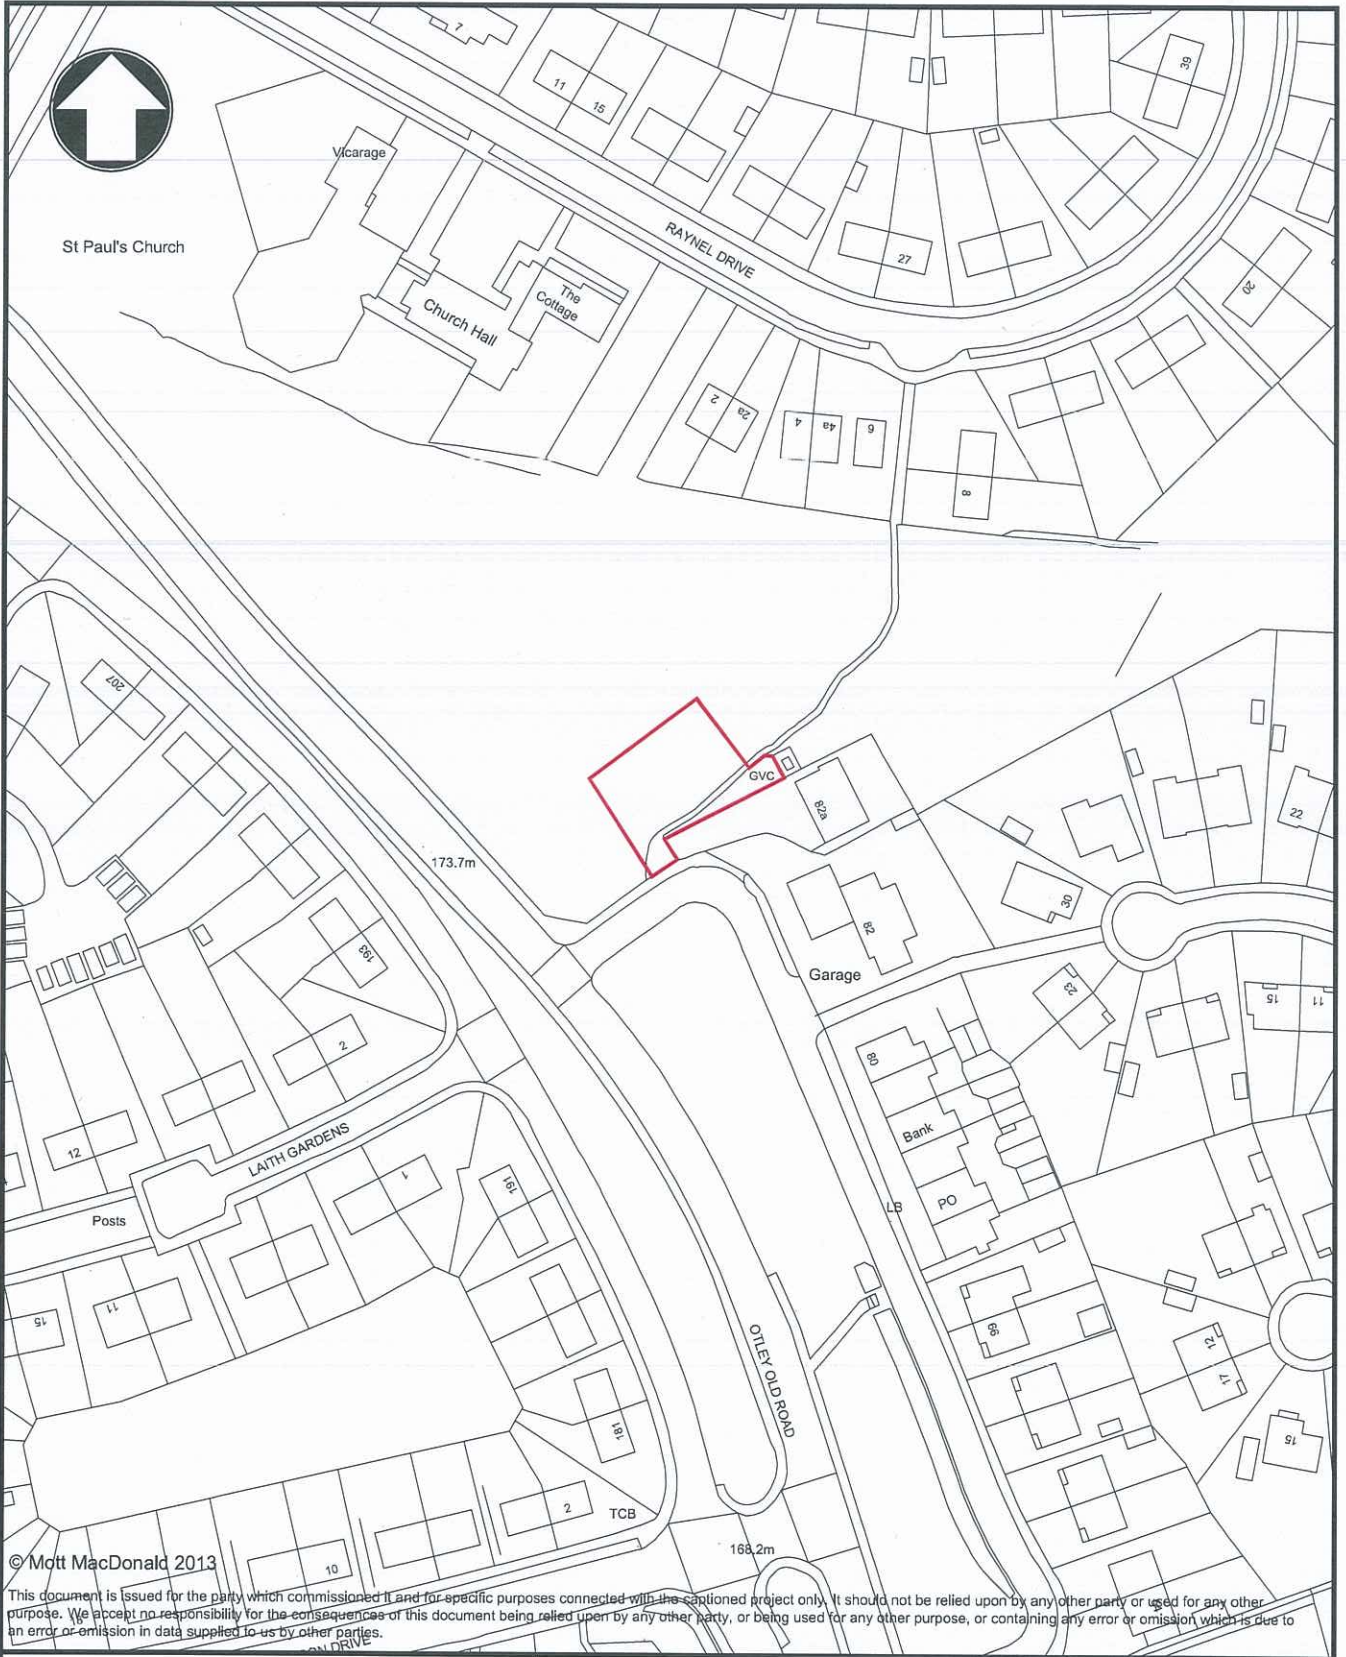 7
11
15
39
Vicarage
St Paul's Church
RAYNEL DRIVE
27
20
The
Cottage
Church Hall
2
2a
4
4a
6
8
207
GVC
82a
22
173.7m
30
82
193
Garage
23
15
11
2
80
12
LAITH GARDENS
Bank
1
191
PO
LB
Posts
15
11
66
OTLEY OLD ROAD
12
17
181
15
2
TCB
168.2m
10
© Mott MacDonald 2013
This document is issued for the party which commissioned it and for specific purposes connected with the captioned project only. It should not be relied upon by any other party or used for any other
purpose. We accept no responsibility for the consequences of this document being relied upon by any other party, or being used for any other purpose, or containing any error or omission which is due to
an error or omission in data supplied to us by other parties.
DRIVE